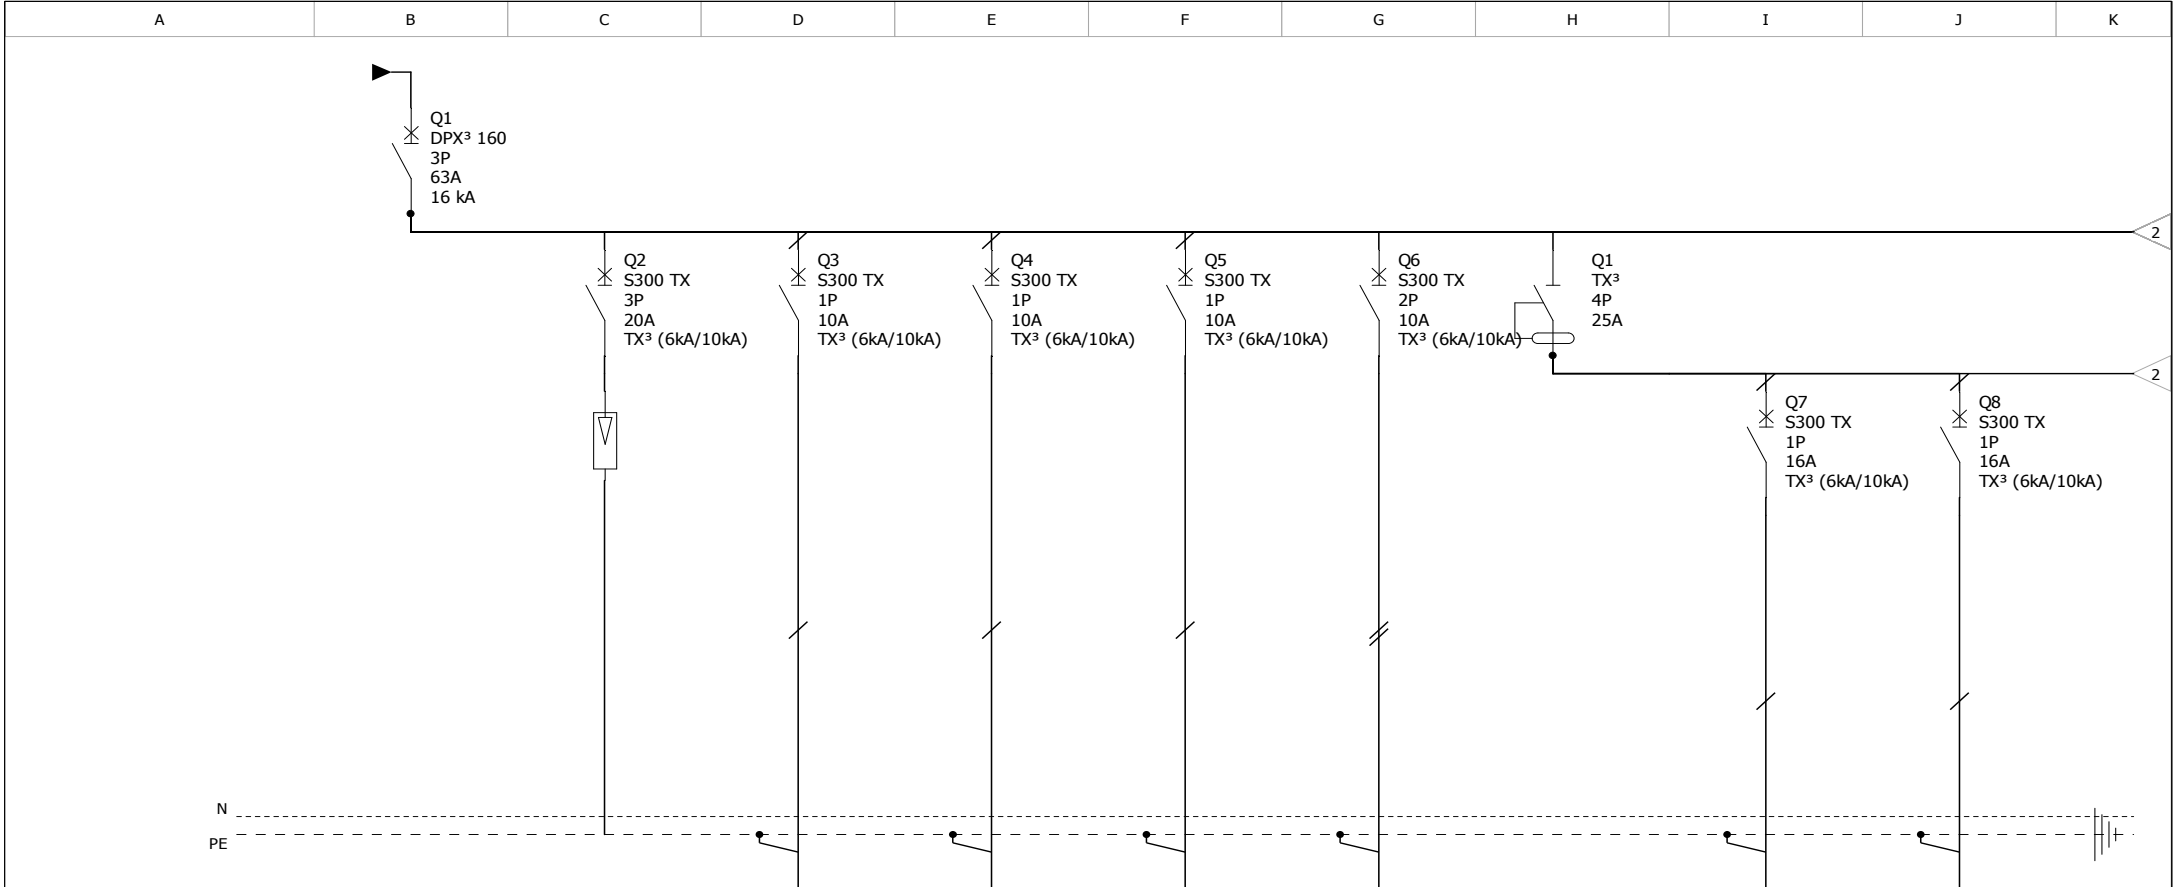 A
B
C
D
E
F
G
H
I
J
K
Q1
DPX³ 160
3P
63A
16 kA
2
Q2
S300 TX
3P
20A
TX³ (6kA/10kA)
Q3
S300 TX
1P
10A
TX³ (6kA/10kA)
Q4
S300 TX
1P
10A
TX³ (6kA/10kA)
Q5
S300 TX
1P
10A
TX³ (6kA/10kA)
Q6
S300 TX
2P
10A
TX³ (6kA/10kA)
Q1
TX³
4P
25A
2
Q7
S300 TX
1P
16A
TX³ (6kA/10kA)
Q8
S300 TX
1P
16A
TX³ (6kA/10kA)
N
PE